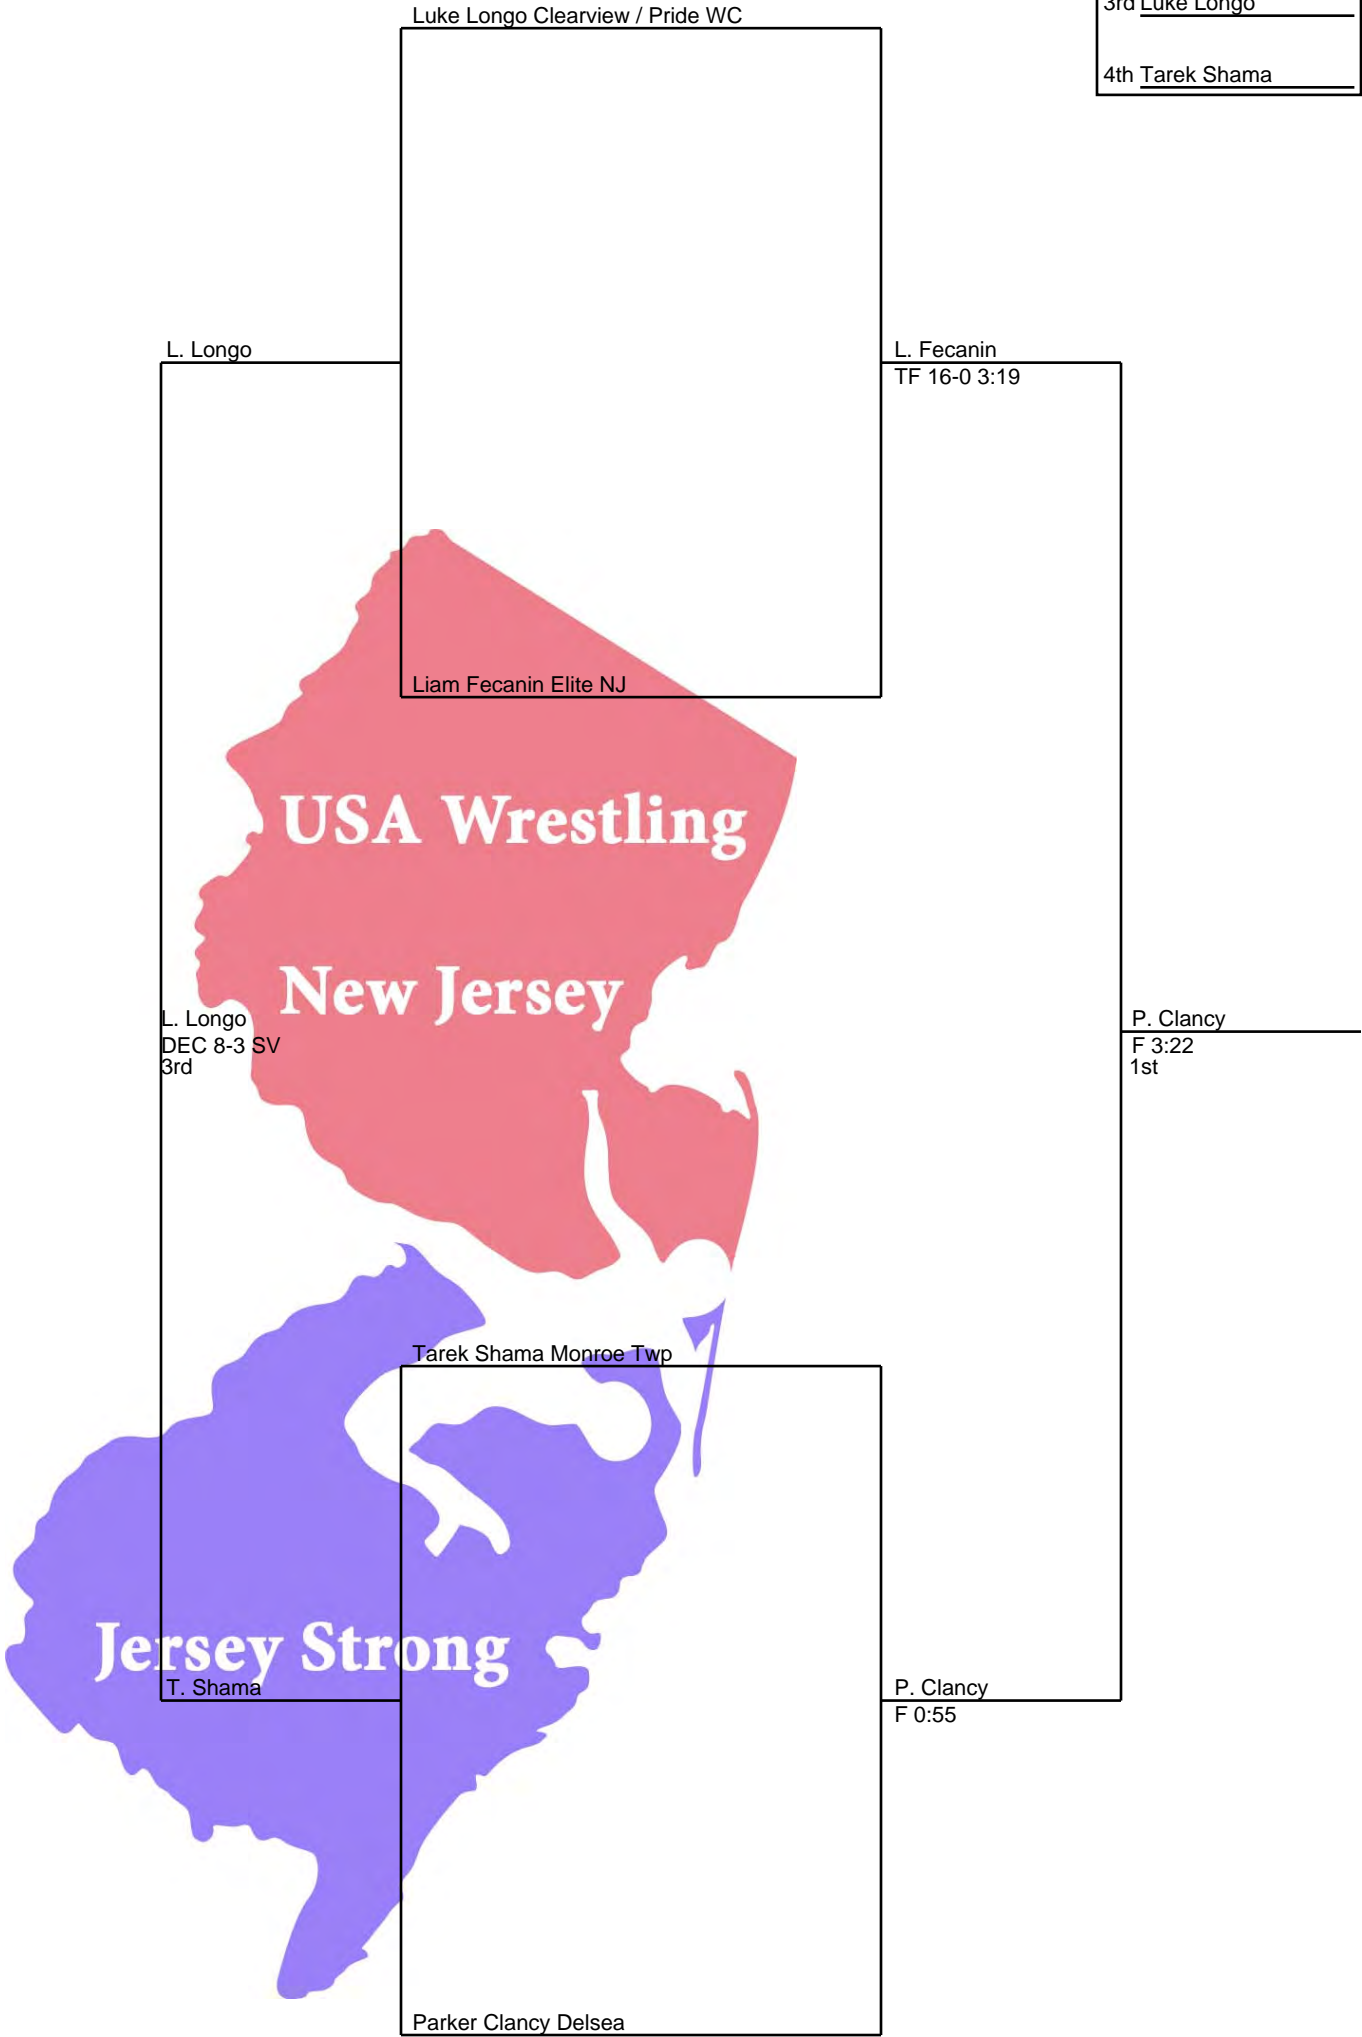 Luke Longo Clearview / Pride WC
3rd Luke Longo
4th Tarek Shama
L. Longo
L. Fecanin
TF 16-0 3:19
Liam Fecanin Elite NJ
USA Wrestling
New Jersey
L. Longo
DEC 8-3 SV
3rd
P. Clancy
F 3:22
1st
Tarek Shama Monroe Twp
Jersey Strong
T. Shama
P. Clancy
F 0:55
Parker Clancy Delsea